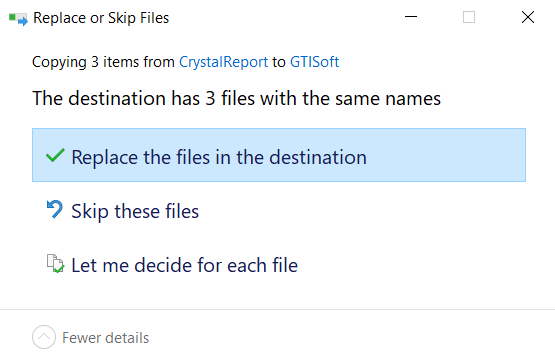 Replace or Skip Files
Copying 3 items from CrystalReport to GTISoft
The destination has 3 files with the same names
Replace the files in the destination
Skip these files
Let me decide for each file
Fewer details